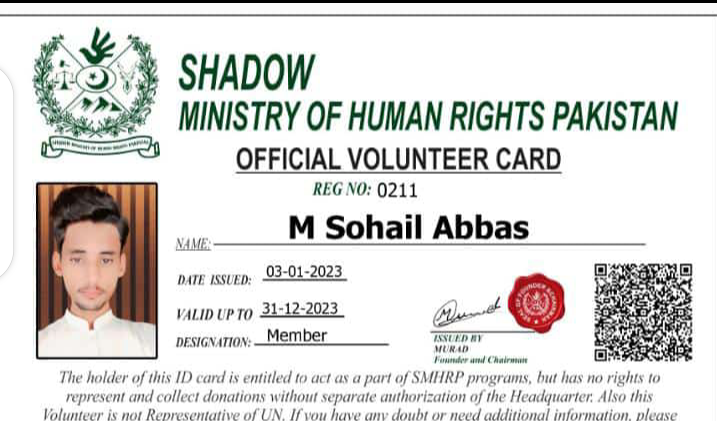 SHADOW
MINISTRY OF HUMAN RIGHTS PAKISTAN
OFFICIAL VOLUNTEER CARD
REG NO: 0211
NAME: M Sohail Abbas
DATE ISSUED: 03-01-2023
VALID UP TO 31-12-2023
DESIGNATION: Member
ISSUED BY
MURAD
Founder and Chairman
The holder of this ID card is entitled to act as a part of SMHRP programs, but has no rights to
represent and collect donations without separate authorization of the Headquarter. Also this
Volunteer is not Representative of UN. If you have any doubt or need additional information, please